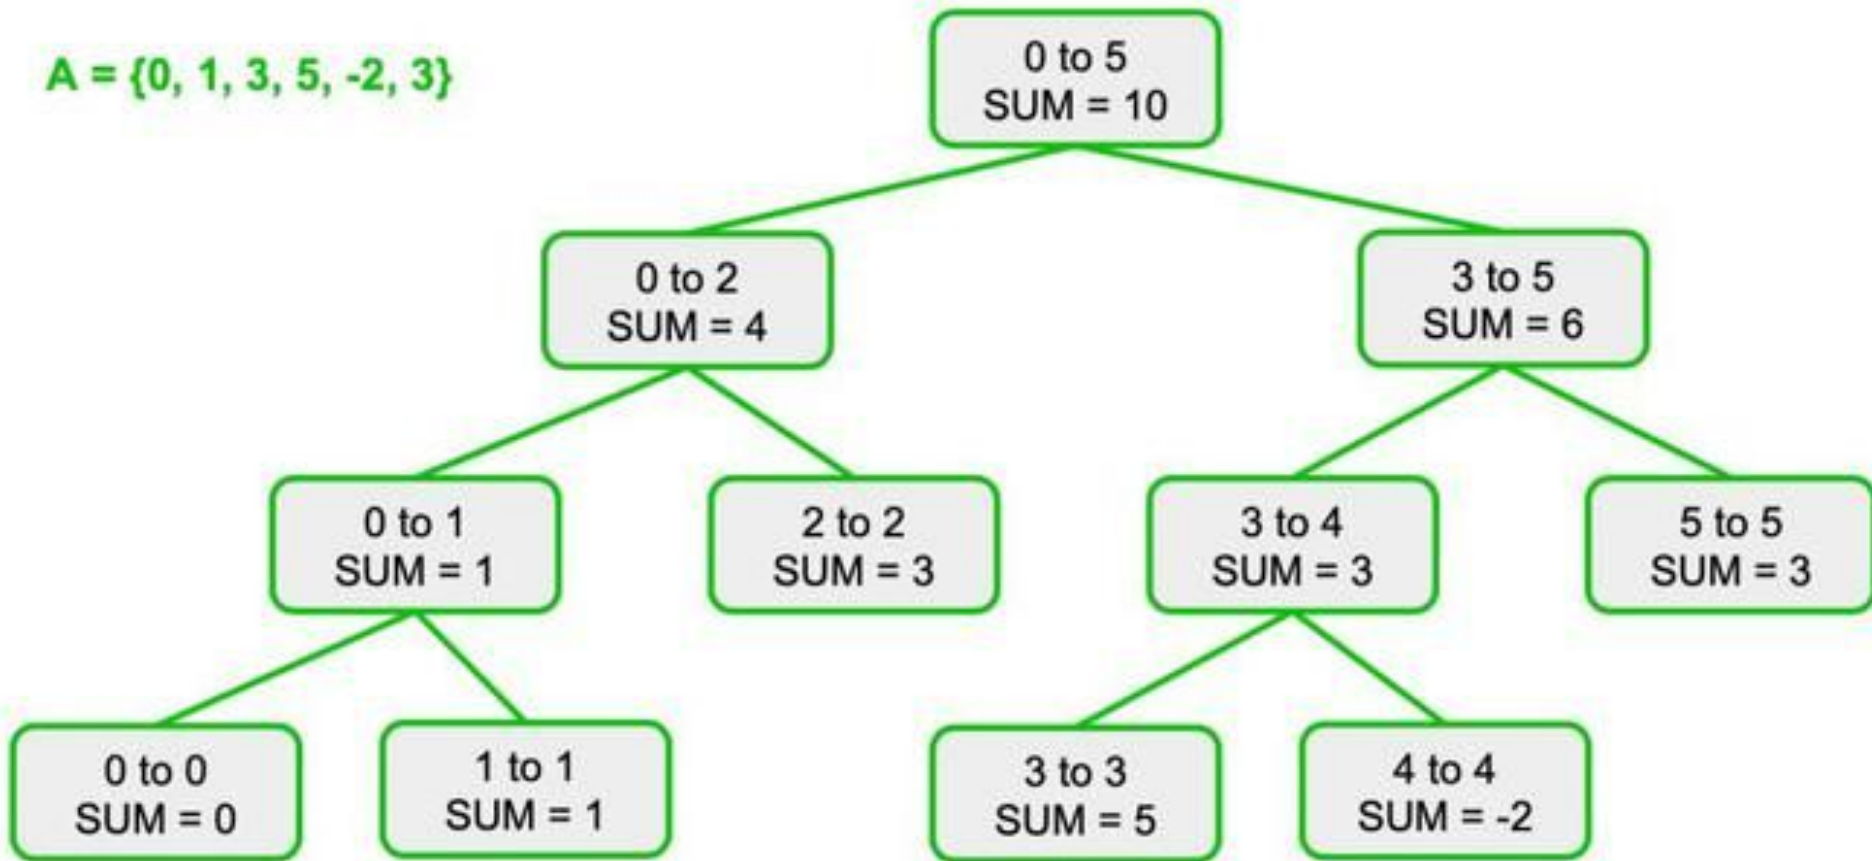 A = {0, 1, 3, 5, -2, 3}
0 to 5
SUM = 10
0 to 2
SUM = 4
3 to 5
SUM = 6
0 to 1
SUM = 1
2 to 2
SUM = 3
3 to 4
SUM = 3
5 to 5
SUM = 3
0 to 0
SUM = 0
1 to 1
SUM = 1
3 to 3
SUM = 5
4 to 4
SUM = -2